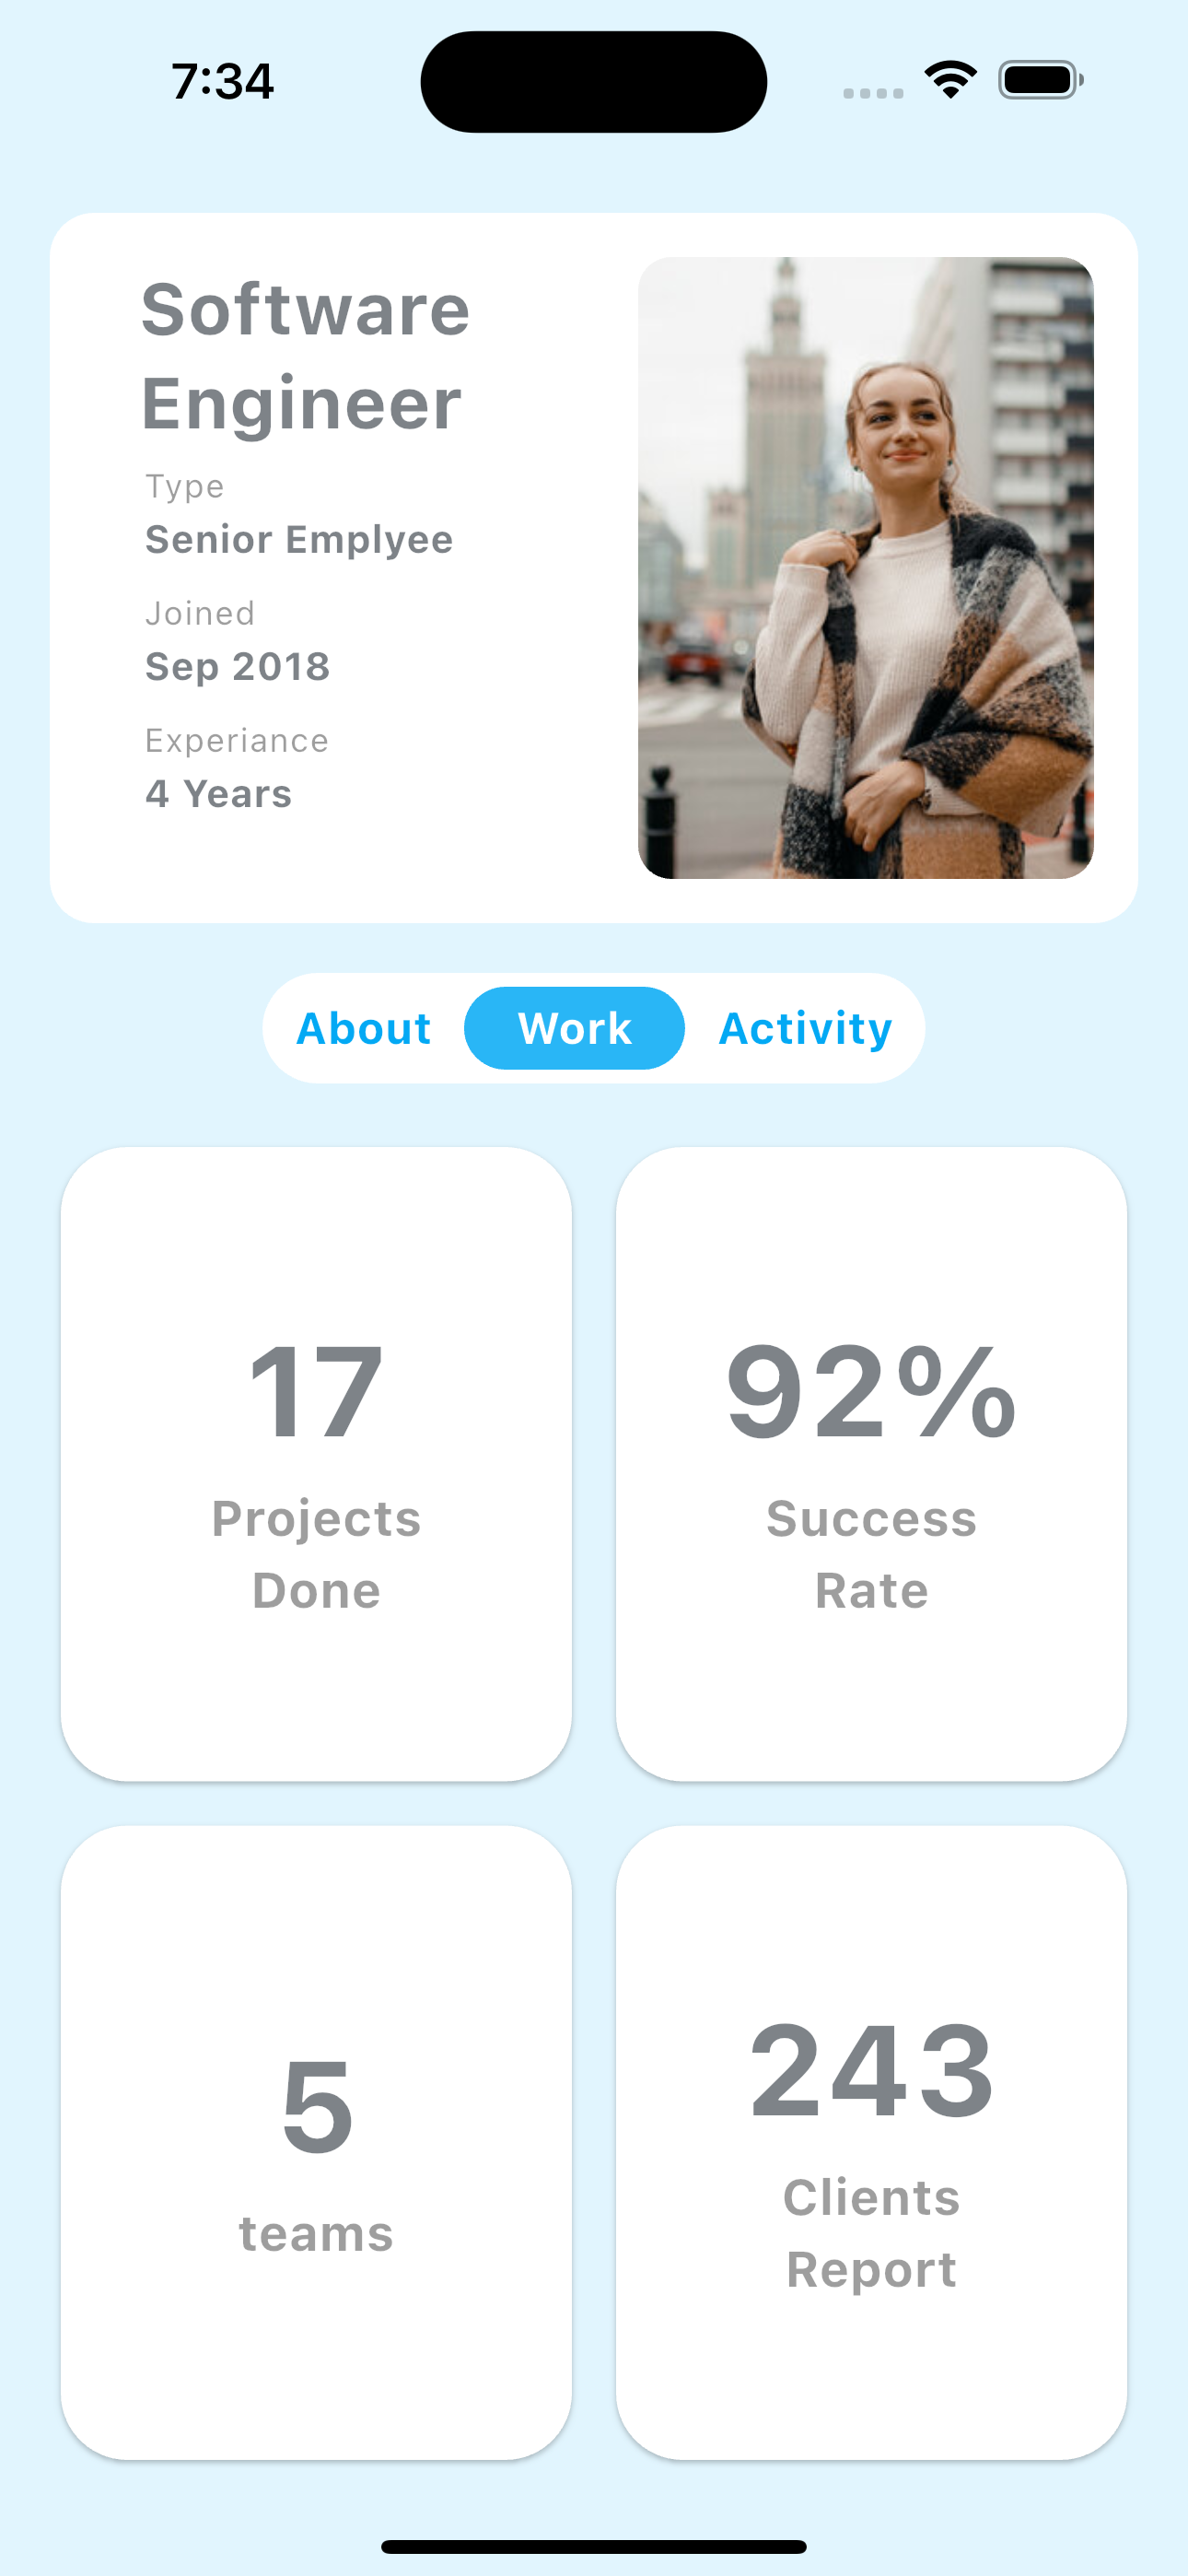 7:34
Software
Engineer
Type
Senior Emplyee
Joined
Sep 2018
Experiance
4 Years
About Work Activity
17
Projects
Done
92%
Success
Rate
5
teams
243
Clients
Report